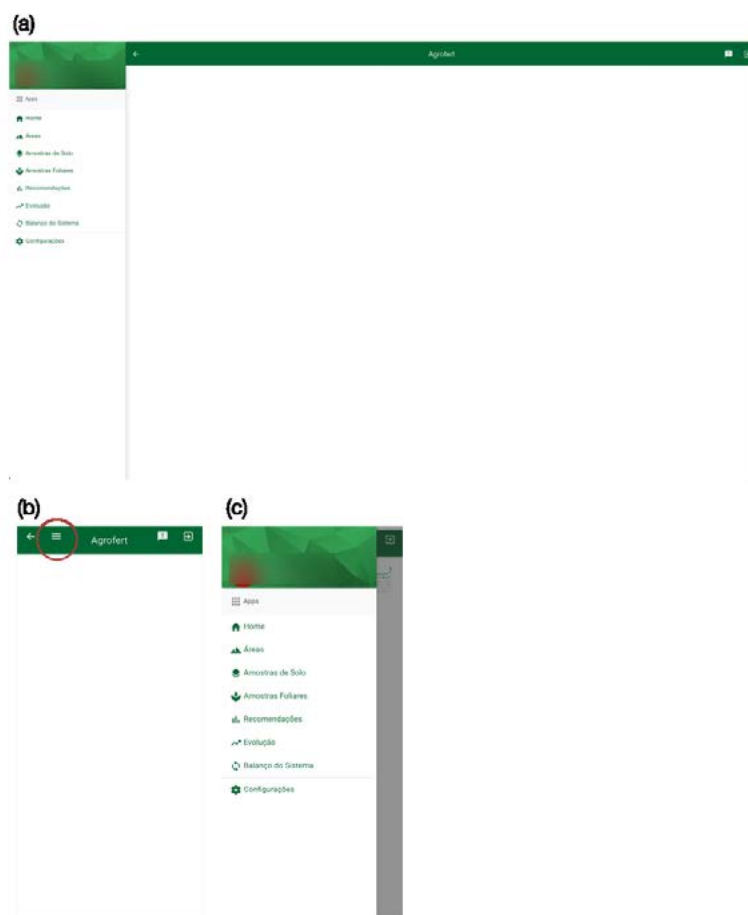 (a)
Agrofert
Apps
Home
Áreas
Amostras de Solo
Amostras Foliares
Recomendações
Evolução
Balanço do Sistema
Configurações
(b)
(c)
Agrofert
Apps
Home
Áreas
Amostras de Solo
Amostras Foliares
Recomendações
Evolução
Balanço do Sistema
Configurações